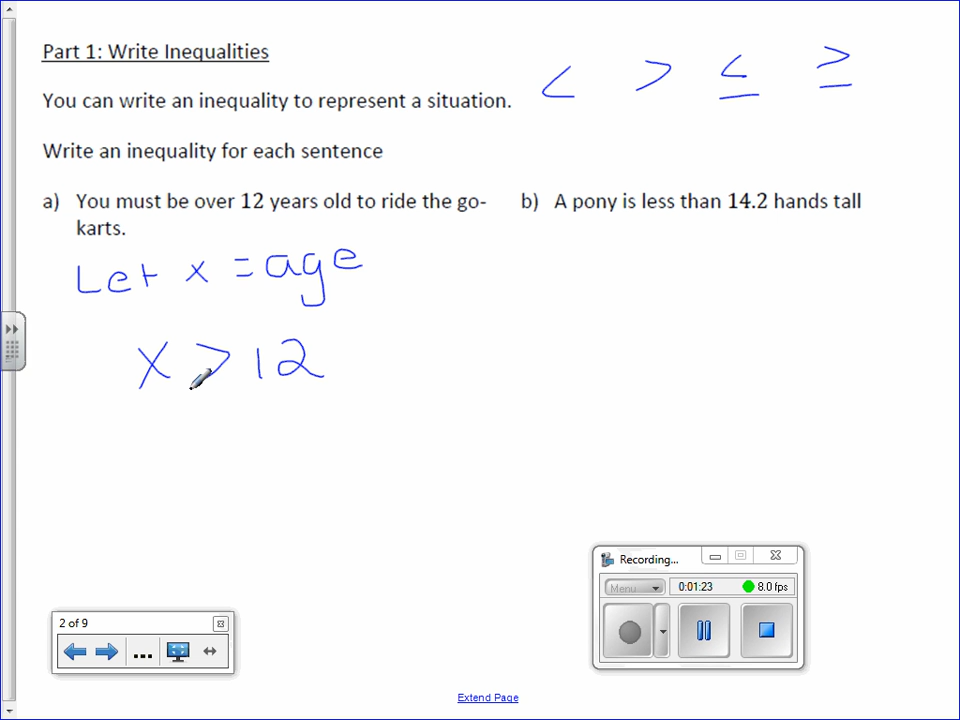 Part 1: Write Inequalities
< > ≤ ≥
You can write an inequality to represent a situation.
Write an inequality for each sentence
a) You must be over 12 years old to ride the go-
karts.
Let x = age
x > 12
b) A pony is less than 14.2 hands tall
Recording...
Menu
0:01:23
8.0 fps
2 of 9
...
Extend Page